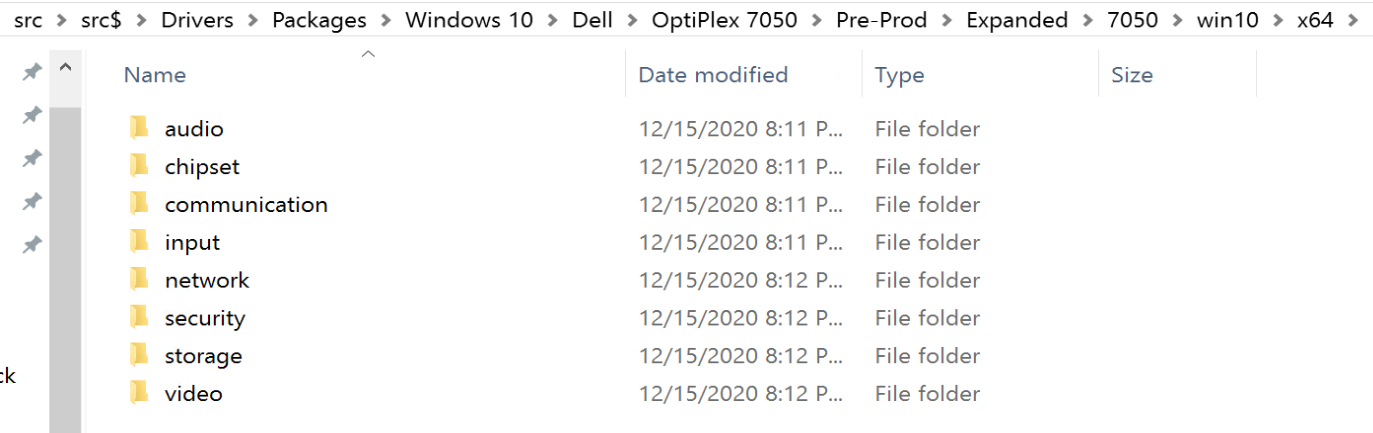 src > src$ > Drivers > Packages > Windows 10 > Dell > OptiPlex 7050 > Pre-Prod > Expanded > 7050 > win10 > x64 >
Name Date modified Type Size
audio 12/15/2020 8:11 P... File folder
chipset 12/15/2020 8:11 P... File folder
communication 12/15/2020 8:11 P... File folder
input 12/15/2020 8:11 P... File folder
network 12/15/2020 8:12 P... File folder
security 12/15/2020 8:12 P... File folder
storage 12/15/2020 8:12 P... File folder
ck
video 12/15/2020 8:12 P... File folder